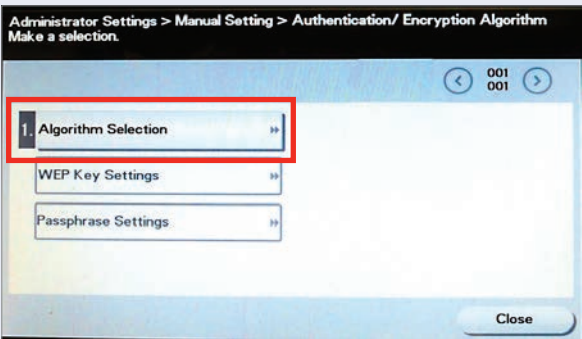 Administrator Settings > Manual Setting > Authentication/ Encryption Algorithm
Make a selection.
001
001
1. Algorithm Selection
WEP Key Settings
Passphrase Settings
Close